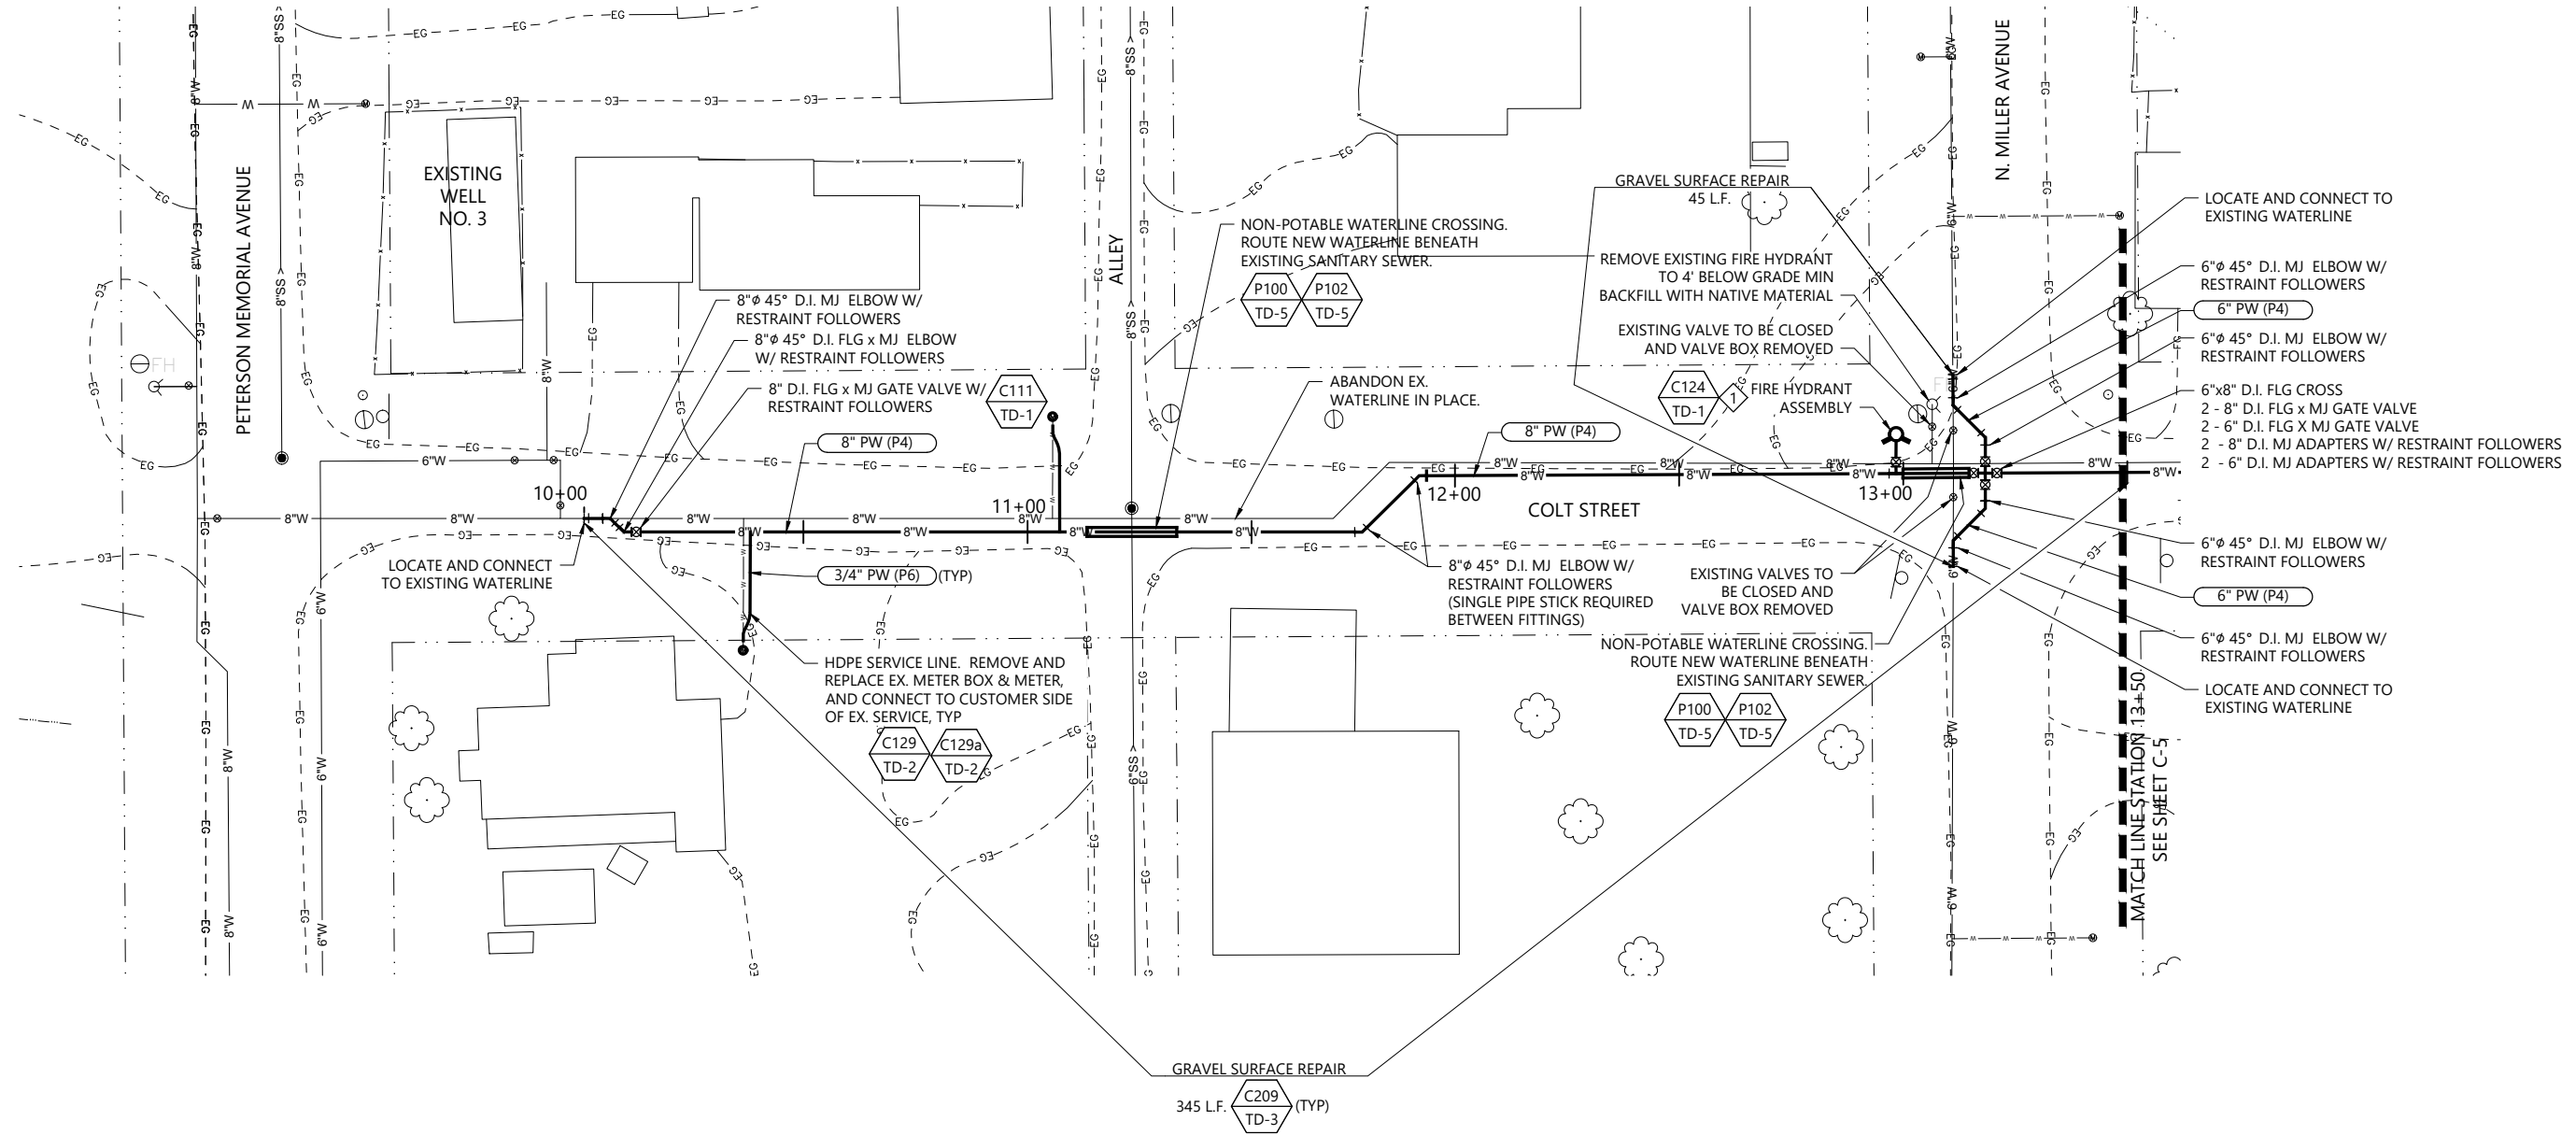 PETERSON MEMORIAL AVENUE
EXISTING
WELL
NO. 3
ALLEY
N. MILLER AVENUE
COLT STREET
FH
10+00
11+00
12+00
13+00
8"ø 45° D.I. MJ ELBOW W/
RESTRAINT FOLLOWERS
8"ø 45° D.I. FLG x MJ ELBOW
W/ RESTRAINT FOLLOWERS
8" D.I. FLG x MJ GATE VALVE W/
RESTRAINT FOLLOWERS
C111
TD-1
8" PW (P4)
NON-POTABLE WATERLINE CROSSING.
ROUTE NEW WATERLINE BENEATH
EXISTING SANITARY SEWER.
P100
TD-5
P102
TD-5
ABANDON EX.
WATERLINE IN PLACE.
8" PW (P4)
GRAVEL SURFACE REPAIR
45 L.F.
REMOVE EXISTING FIRE HYDRANT
TO 4' BELOW GRADE MIN
BACKFILL WITH NATIVE MATERIAL
EXISTING VALVE TO BE CLOSED
AND VALVE BOX REMOVED
C124
TD-1
1
FIRE HYDRANT
ASSEMBLY
LOCATE AND CONNECT TO
EXISTING WATERLINE
6"ø 45° D.I. MJ ELBOW W/
RESTRAINT FOLLOWERS
6" PW (P4)
6"ø 45° D.I. MJ ELBOW W/
RESTRAINT FOLLOWERS
6"x8" D.I. FLG CROSS
2 - 8" D.I. FLG x MJ GATE VALVE
2 - 6" D.I. FLG X MJ GATE VALVE
2 - 8" D.I. MJ ADAPTERS W/ RESTRAINT FOLLOWERS
2 - 6" D.I. MJ ADAPTERS W/ RESTRAINT FOLLOWERS
6"ø 45° D.I. MJ ELBOW W/
RESTRAINT FOLLOWERS
6" PW (P4)
6"ø 45° D.I. MJ ELBOW W/
RESTRAINT FOLLOWERS
LOCATE AND CONNECT TO
EXISTING WATERLINE
MATCH LINE STATION 13+50
SEE SHEET C-5
LOCATE AND CONNECT
TO EXISTING WATERLINE
3/4" PW (P6) (TYP)
HDPE SERVICE LINE. REMOVE AND
REPLACE EX. METER BOX & METER,
AND CONNECT TO CUSTOMER SIDE
OF EX. SERVICE, TYP
C129
TD-2
C129a
TD-2
8"ø 45° D.I. MJ ELBOW W/
RESTRAINT FOLLOWERS
(SINGLE PIPE STICK REQUIRED
BETWEEN FITTINGS)
EXISTING VALVES TO
BE CLOSED AND
VALVE BOX REMOVED
NON-POTABLE WATERLINE CROSSING.
ROUTE NEW WATERLINE BENEATH
EXISTING SANITARY SEWER.
P100
TD-5
P102
TD-5
GRAVEL SURFACE REPAIR
345 L.F.
C209
TD-3
(TYP)
8"W
6"W
8"SS
6"SS
EG
W